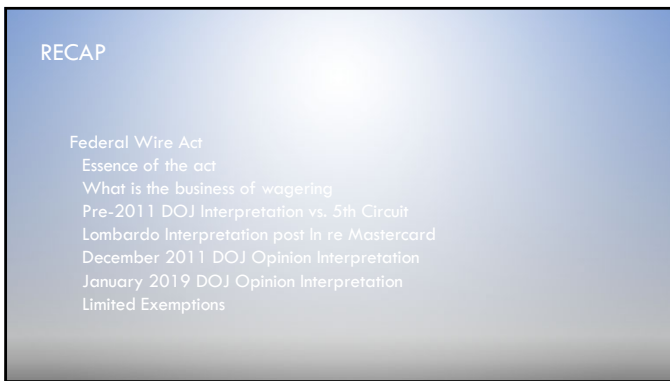 RECAP
Federal Wire Act
Essence of the act
What is the business of wagering
Pre-2011 DOJ Interpretation vs. 5th Circuit
Lombardo Interpretation post In re Mastercard
December 2011 DOJ Opinion Interpretation
January 2019 DOJ Opinion Interpretation
Limited Exemptions